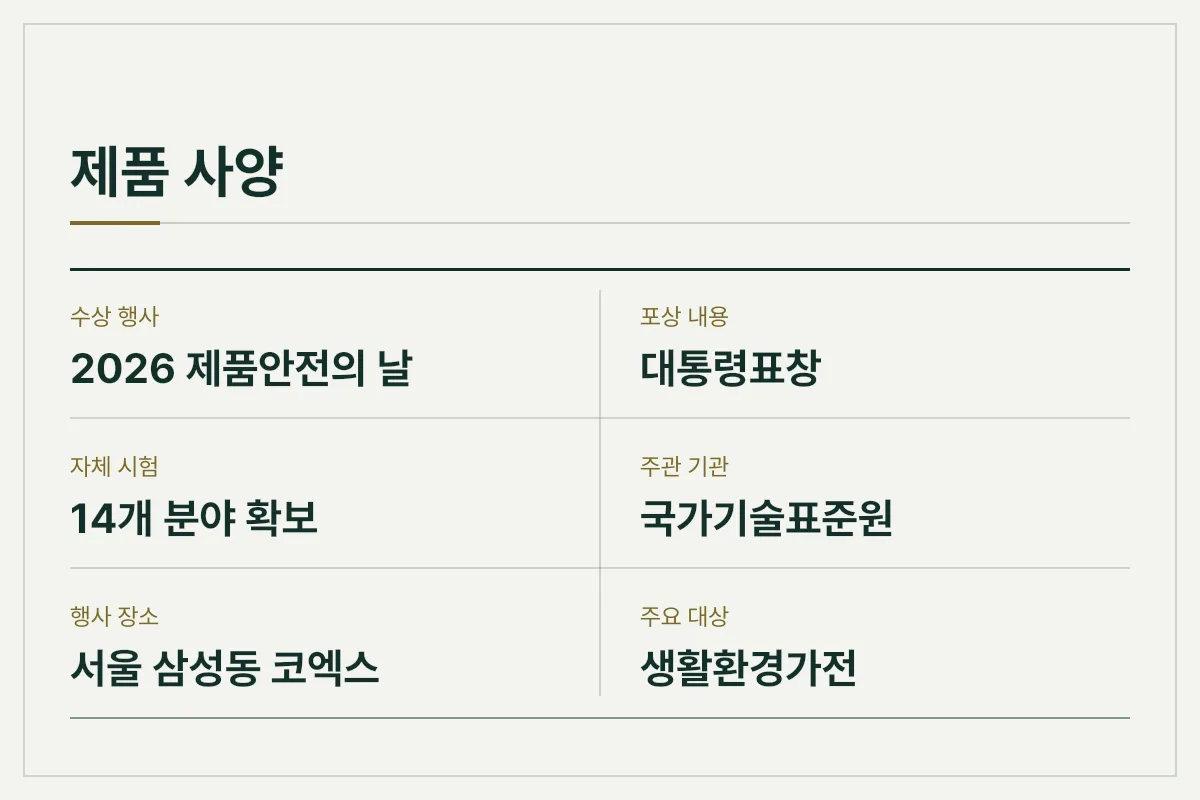 제품 사양
수상 행사
2026 제품안전의 날
포상 내용
대통령표창
자체 시험
14개 분야 확보
주관 기관
국가기술표준원
행사 장소
서울 삼성동 코엑스
주요 대상
생활환경가전